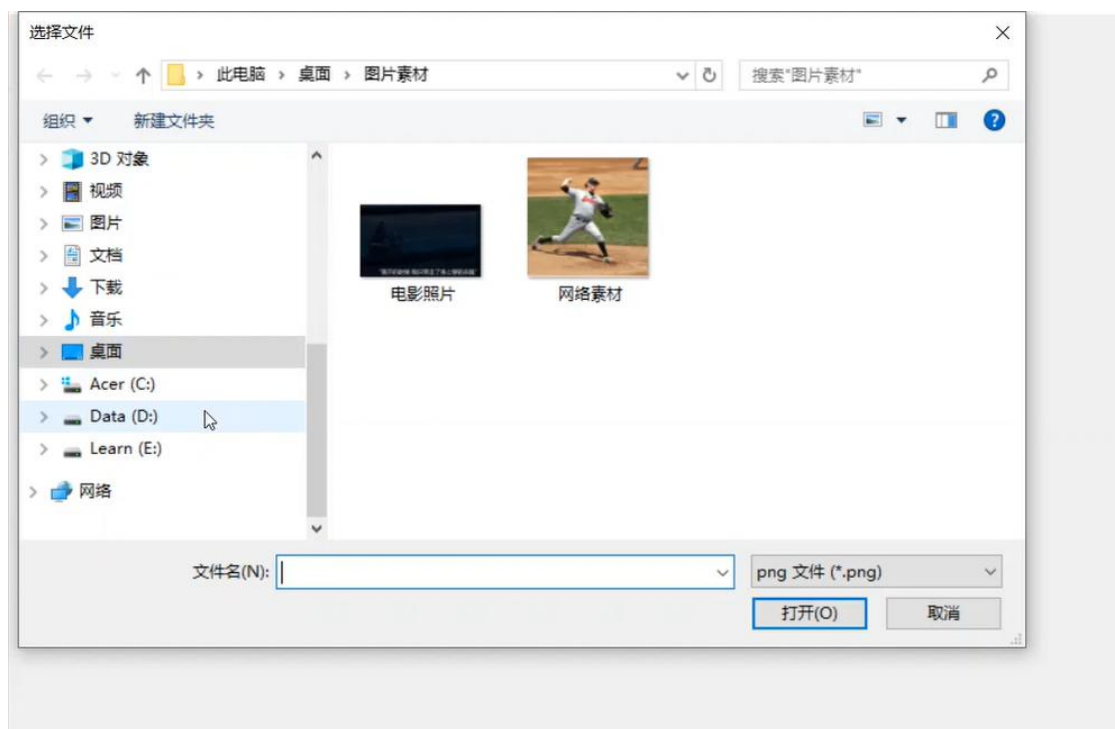 选择文件
此电脑 › 桌面 › 图片素材
搜索"图片素材"
组织
新建文件夹
3D 对象
视频
图片
文档
下载
音乐
桌面
Acer (C:)
Data (D:)
Learn (E:)
网络
电影照片
网络素材
文件名(N):
png 文件 (*.png)
打开(O)
取消